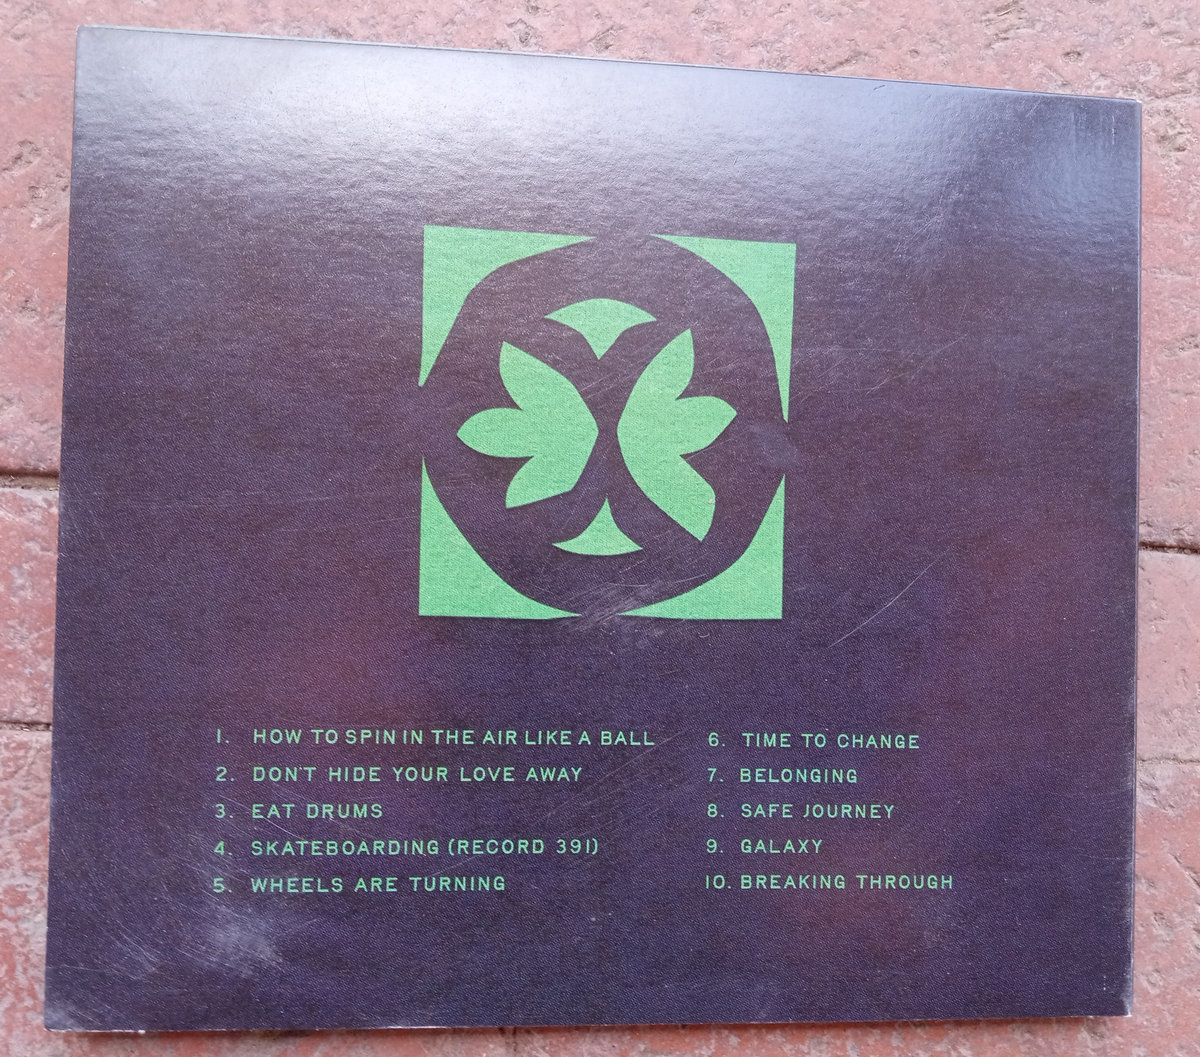 1. HOW TO SPIN IN THE AIR LIKE A BALL
2. DON'T HIDE YOUR LOVE AWAY
3. EAT DRUMS
4. SKATEBOARDING (RECORD 391)
5. WHEELS ARE TURNING
6. TIME TO CHANGE
7. BELONGING
8. SAFE JOURNEY
9. GALAXY
10. BREAKING THROUGH